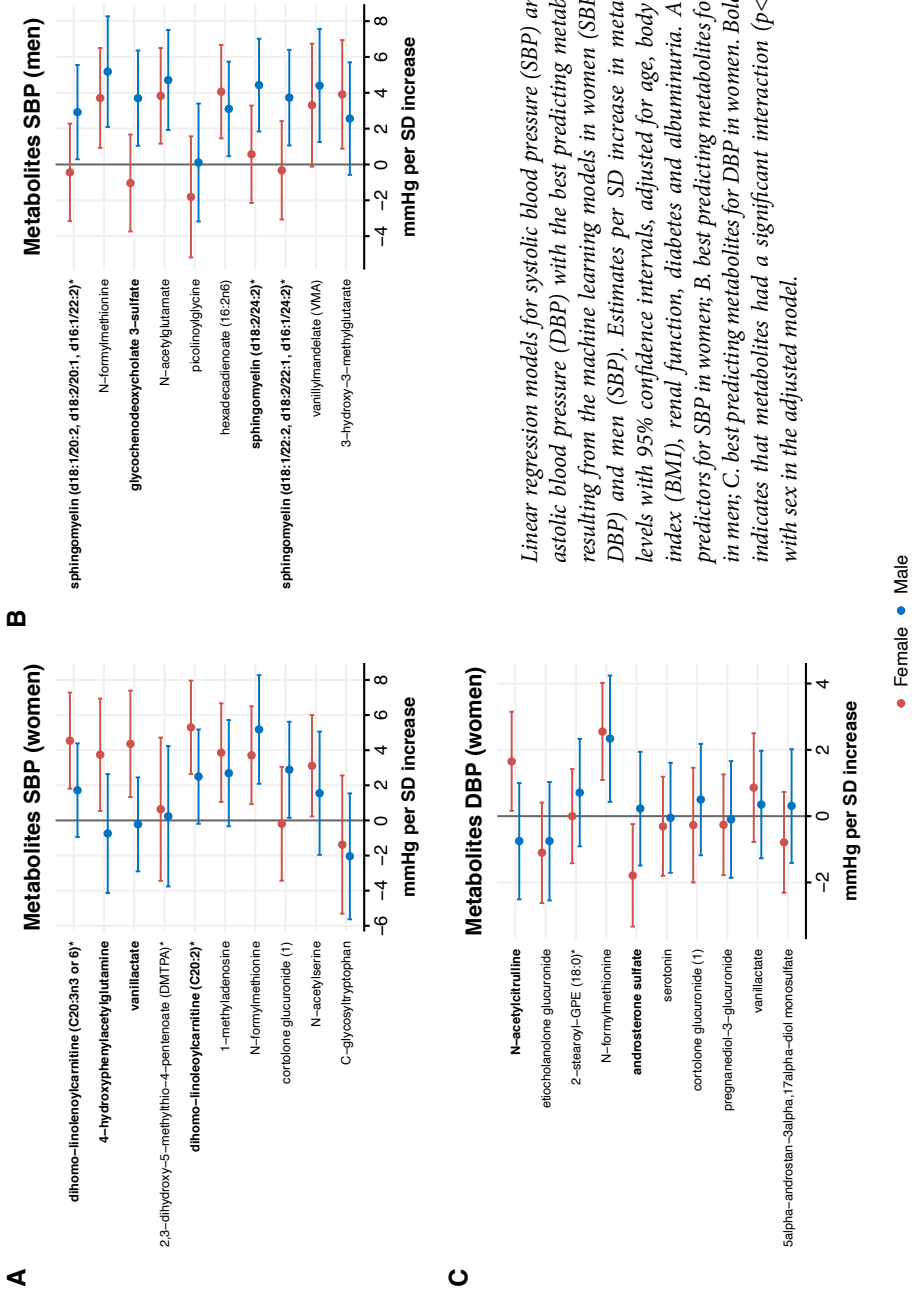 A
Metabolites SBP (women)
dihomo−linolenoylcarnitine (C20:3n3 or 6)*
4−hydroxyphenylacetylglutamine
vanillactate
2,3−dihydroxy−5−methylthio−4−pentenoate (DMTPA)*
dihomo−linoleoylcarnitine (C20:2)*
1−methyladenosine
N−formylmethionine
cortolone glucuronide (1)
N−acetylserine
C−glycosyltryptophan
−6 −4 −2 0 2 4 6 8
mmHg per SD increase
B
Metabolites SBP (men)
sphingomyelin (d18:1/20:2, d18:2/20:1, d16:1/22:2)*
N−formylmethionine
glycochenodeoxycholate 3−sulfate
N−acetylglutamate
picolinoylglycine
hexadecadienoate (16:2n6)
sphingomyelin (d18:2/24:2)*
sphingomyelin (d18:1/22:2, d18:2/22:1, d16:1/24:2)*
vanillylmandelate (VMA)
3−hydroxy−3−methylglutarate
−4 −2 0 2 4 6 8
mmHg per SD increase
C
Metabolites DBP (women)
N−acetylcitrulline
etiocholanolone glucuronide
2−stearoyl−GPE (18:0)*
N−formylmethionine
androsterone sulfate
serotonin
cortolone glucuronide (1)
pregnanediol−3−glucuronide
vanillactate
5alpha−androstan−3alpha,17alpha−diol monosulfate
−2 0 2 4
mmHg per SD increase
Female Male
Linear regression models for systolic blood pressure (SBP)
astolic blood pressure (DBP) with the best predicting metab
resulting from the machine learning models in women (SBP
DBP) and men (SBP). Estimates per SD increase in meta
levels with 95% confidence intervals, adjusted for age, body
index (BMI), renal function, diabetes and albuminuria. A
predictors for SBP in women; B. best predicting metabolites fo
in men; C. best predicting metabolites for DBP in women. Bold
indicates that metabolites had a significant interaction (p<
with sex in the adjusted model.